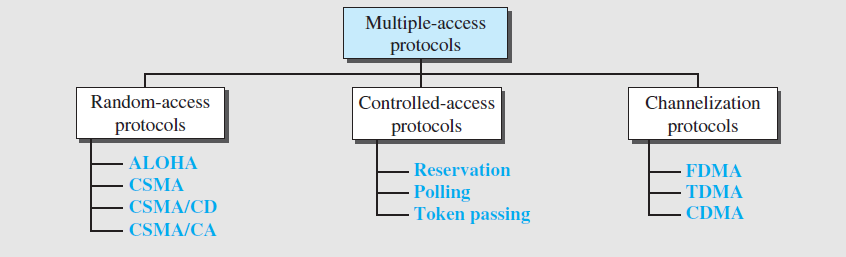 Multiple-access
protocols
Random-access
protocols
ALOHA
CSMA
CSMA/CD
CSMA/CA
Controlled-access
protocols
Reservation
Polling
Token passing
Channelization
protocols
FDMA
TDMA
CDMA